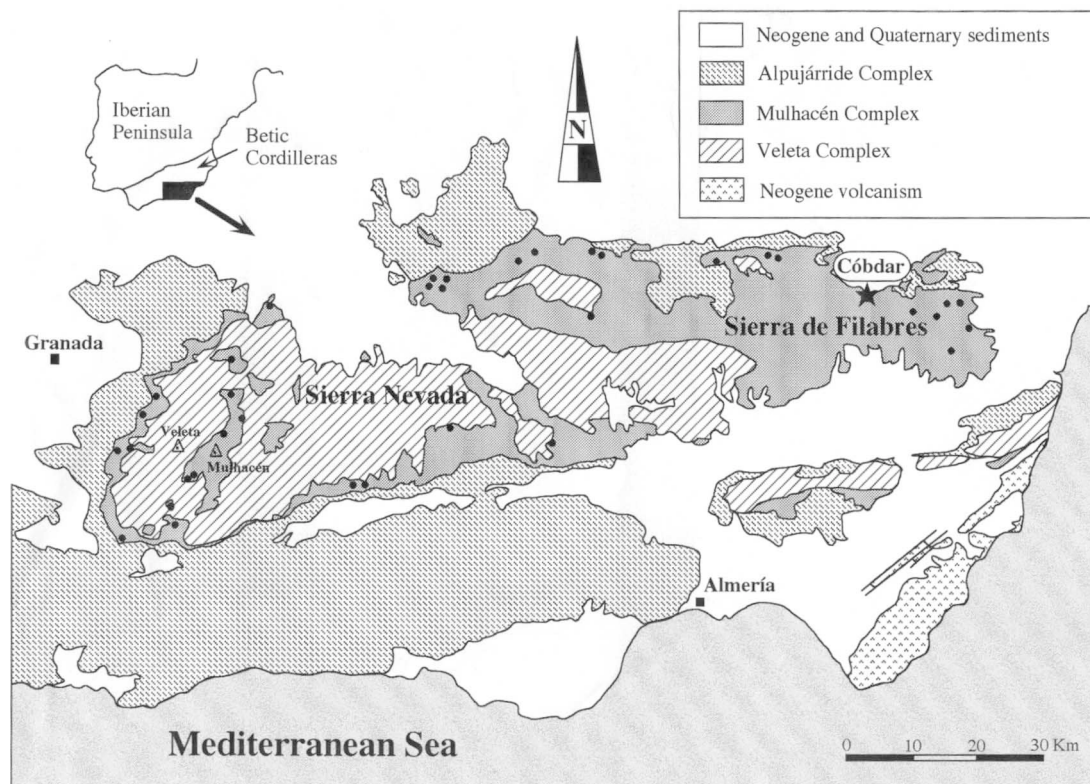 Neogene and Quaternary sediments
Alpujárride Complex
Mulhacén Complex
Veleta Complex
Neogene volcanism
Iberian
Peninsula
Betic
Cordilleras
N
Cóbdar
Sierra de Filabres
Granada
Sierra Nevada
Veleta
Mulhacén
Almería
Mediterranean Sea
0 10 20 30 Km